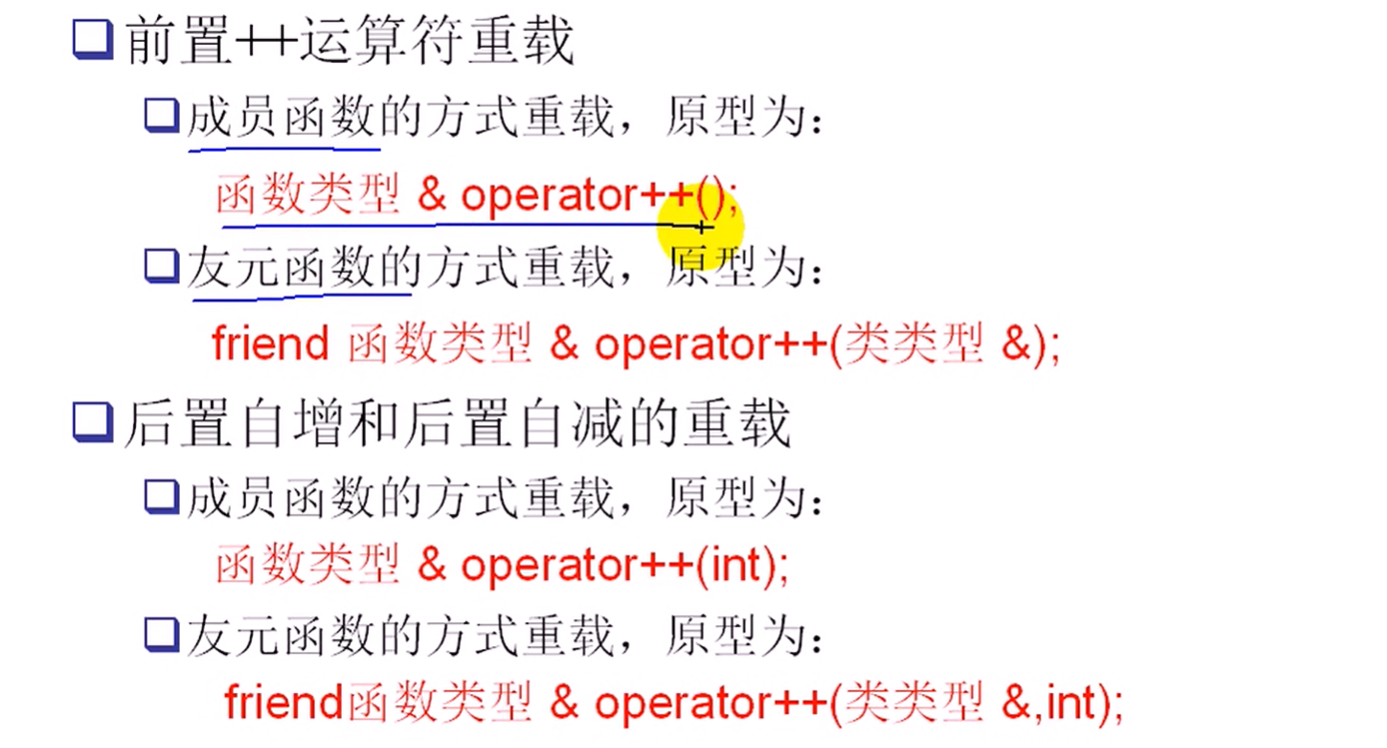 前置++运算符重载
成员函数的方式重载，原型为：
函数类型 & operator++();
友元函数的方式重载，原型为：
friend 函数类型 & operator++(类类型 &);
后置自增和后置自减的重载
成员函数的方式重载，原型为：
函数类型 & operator++(int);
友元函数的方式重载，原型为：
friend函数类型 & operator++(类类型 &,int);